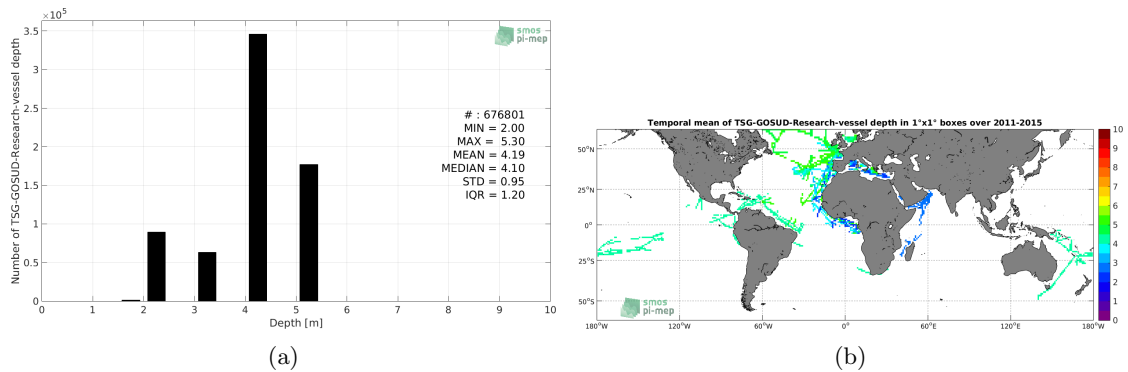 ×10⁵
3.5
3
2.5
2
1.5
1
0.5
0
Number of TSG-GOSUD-Research-vessel depth
smos
pi-mep
# : 676801
MIN = 2.00
MAX = 5.30
MEAN = 4.19
MEDIAN = 4.10
STD = 0.95
IQR = 1.20
0 1 2 3 4 5 6 7 8 9 10
Depth [m]
(a)
Temporal mean of TSG-GOSUD-Research-vessel depth in 1°x1° boxes over 2011-2015
50°N
25°N
0°
25°S
50°S
smos
pi-mep
180°W 120°W 60°W 0° 60°E 120°E 180°W
10
9
8
7
6
5
4
3
2
1
0
(b)